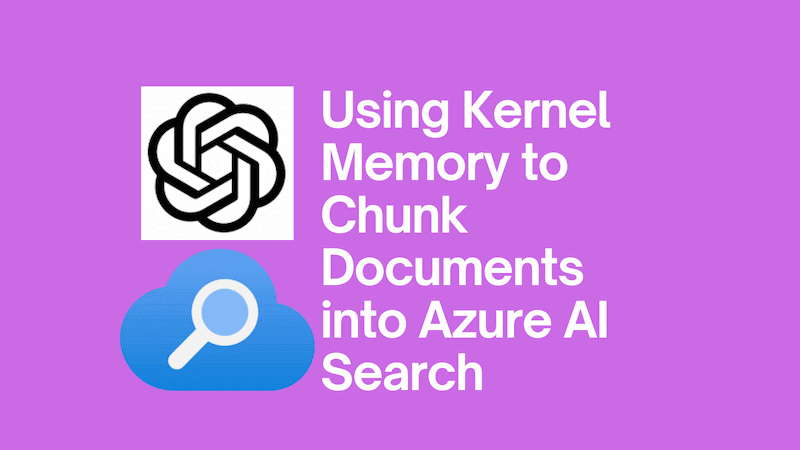 Using Kernel
Memory to
Chunk
Documents
into Azure AI
Search